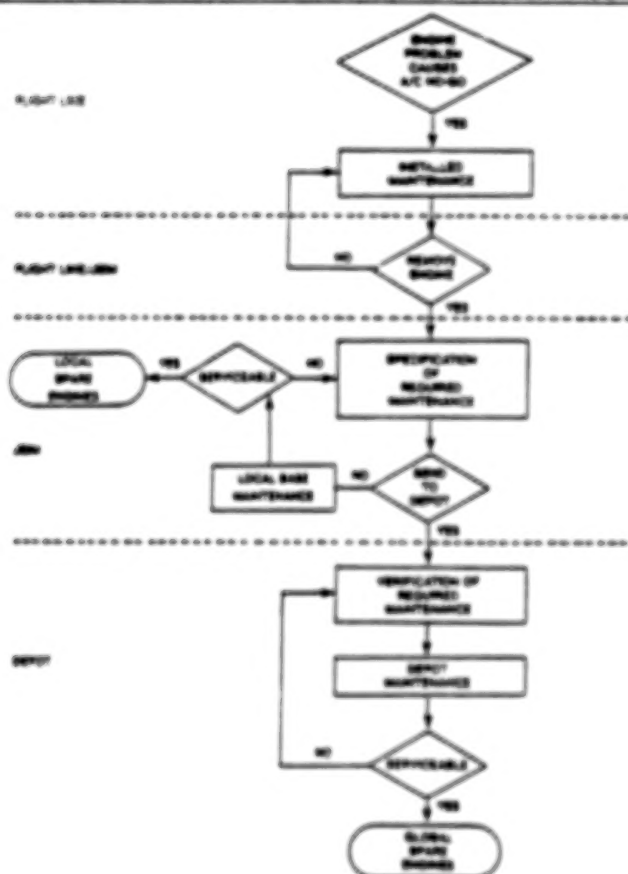 ENGINE
PROBLEM
CAUSES
A/C NO-GO
FLIGHT LINE
YES
INSTALLED
MAINTENANCE
FLIGHT LINE/JEIM
NO
REMOVE
ENGINE
YES
LOCAL
SPARE
ENGINES
YES
SERVICEABLE
NO
SPECIFICATION
OF
REQUIRED
MAINTENANCE
JEIM
LOCAL BASE
MAINTENANCE
NO
SEND
TO
DEPOT
YES
VERIFICATION OF
REQUIRED
MAINTENANCE
DEPOT
DEPOT
MAINTENANCE
NO
SERVICEABLE
YES
GLOBAL
SPARE
ENGINES